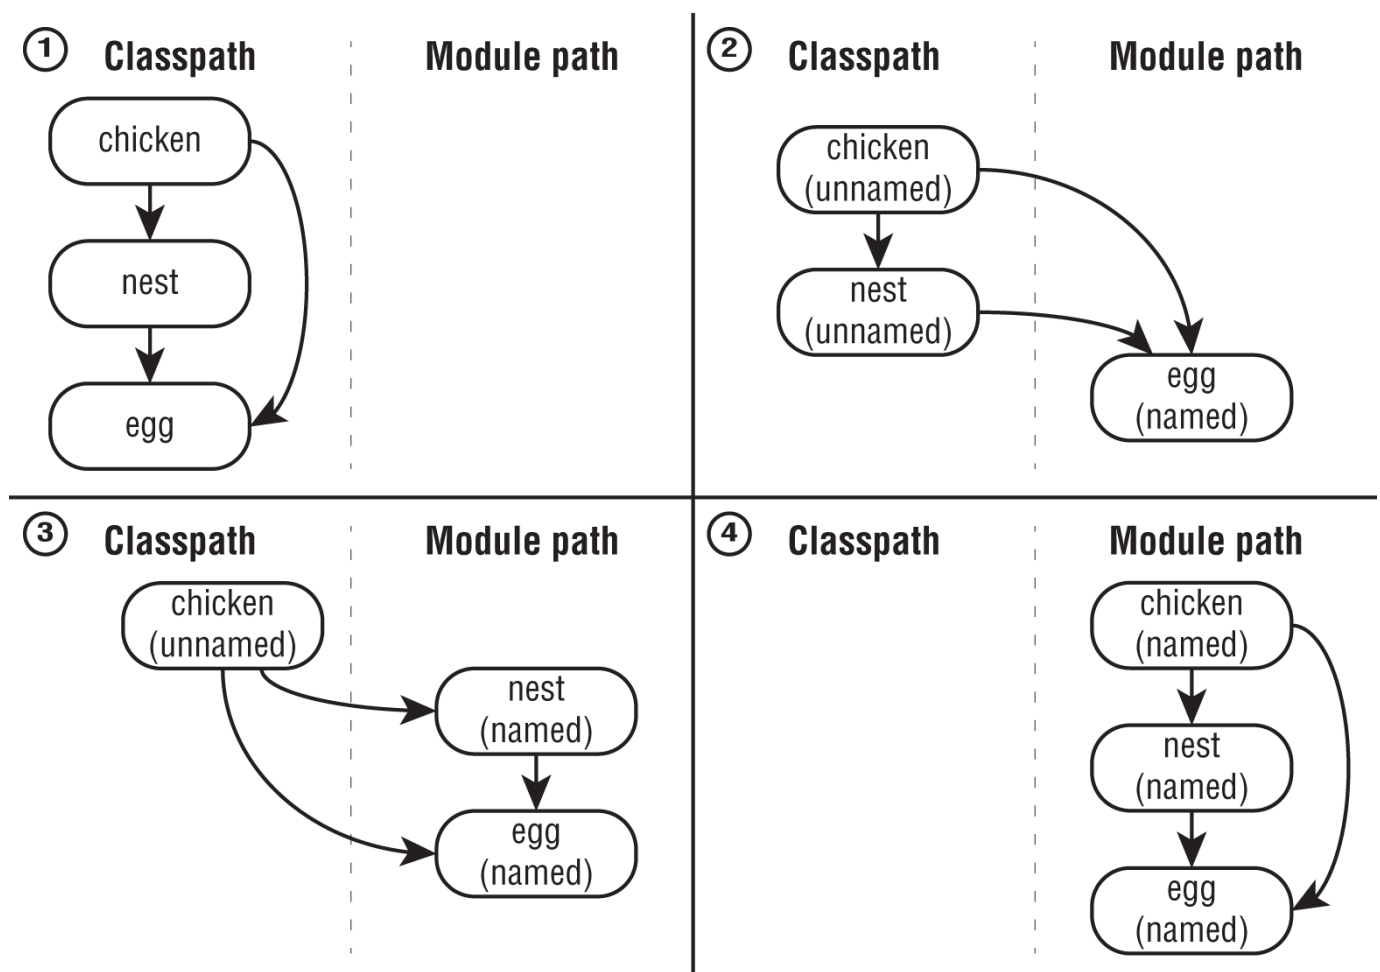 1
Classpath
Module path
chicken
nest
egg
2
Classpath
Module path
chicken
(unnamed)
nest
(unnamed)
egg
(named)
3
Classpath
Module path
chicken
(unnamed)
nest
(named)
egg
(named)
4
Classpath
Module path
chicken
(named)
nest
(named)
egg
(named)